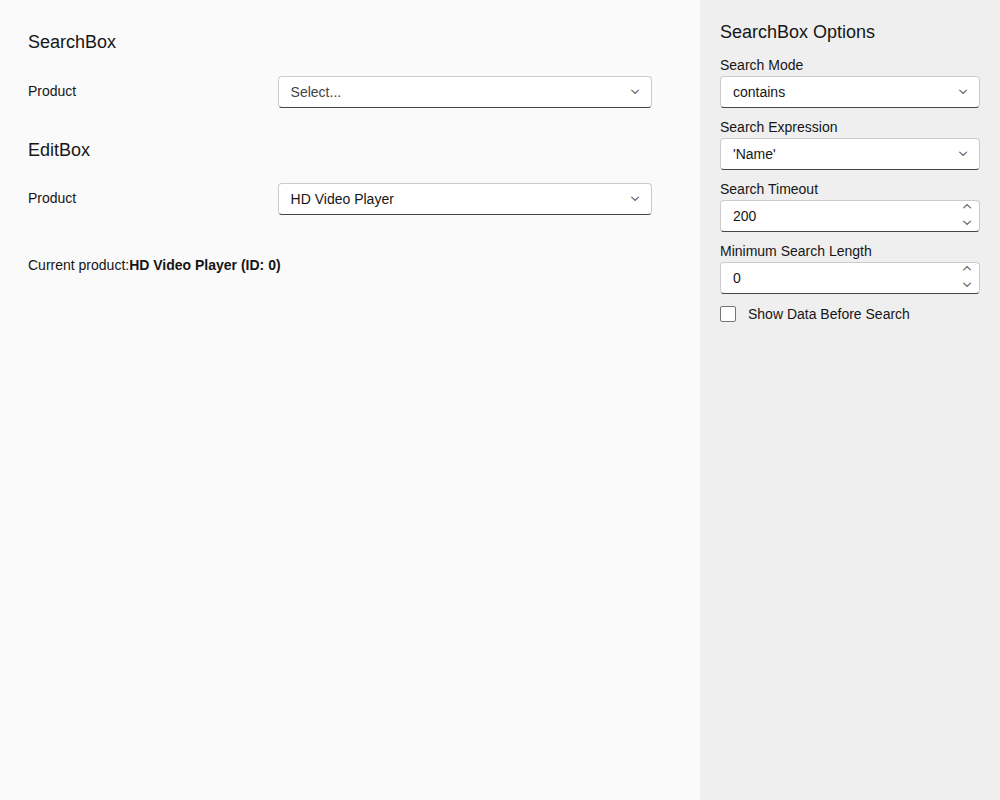 SearchBox
Product
Select...
EditBox
Product
HD Video Player
Current product:HD Video Player (ID: 0)
SearchBox Options
Search Mode
contains
Search Expression
'Name'
Search Timeout
200
Minimum Search Length
0
Show Data Before Search